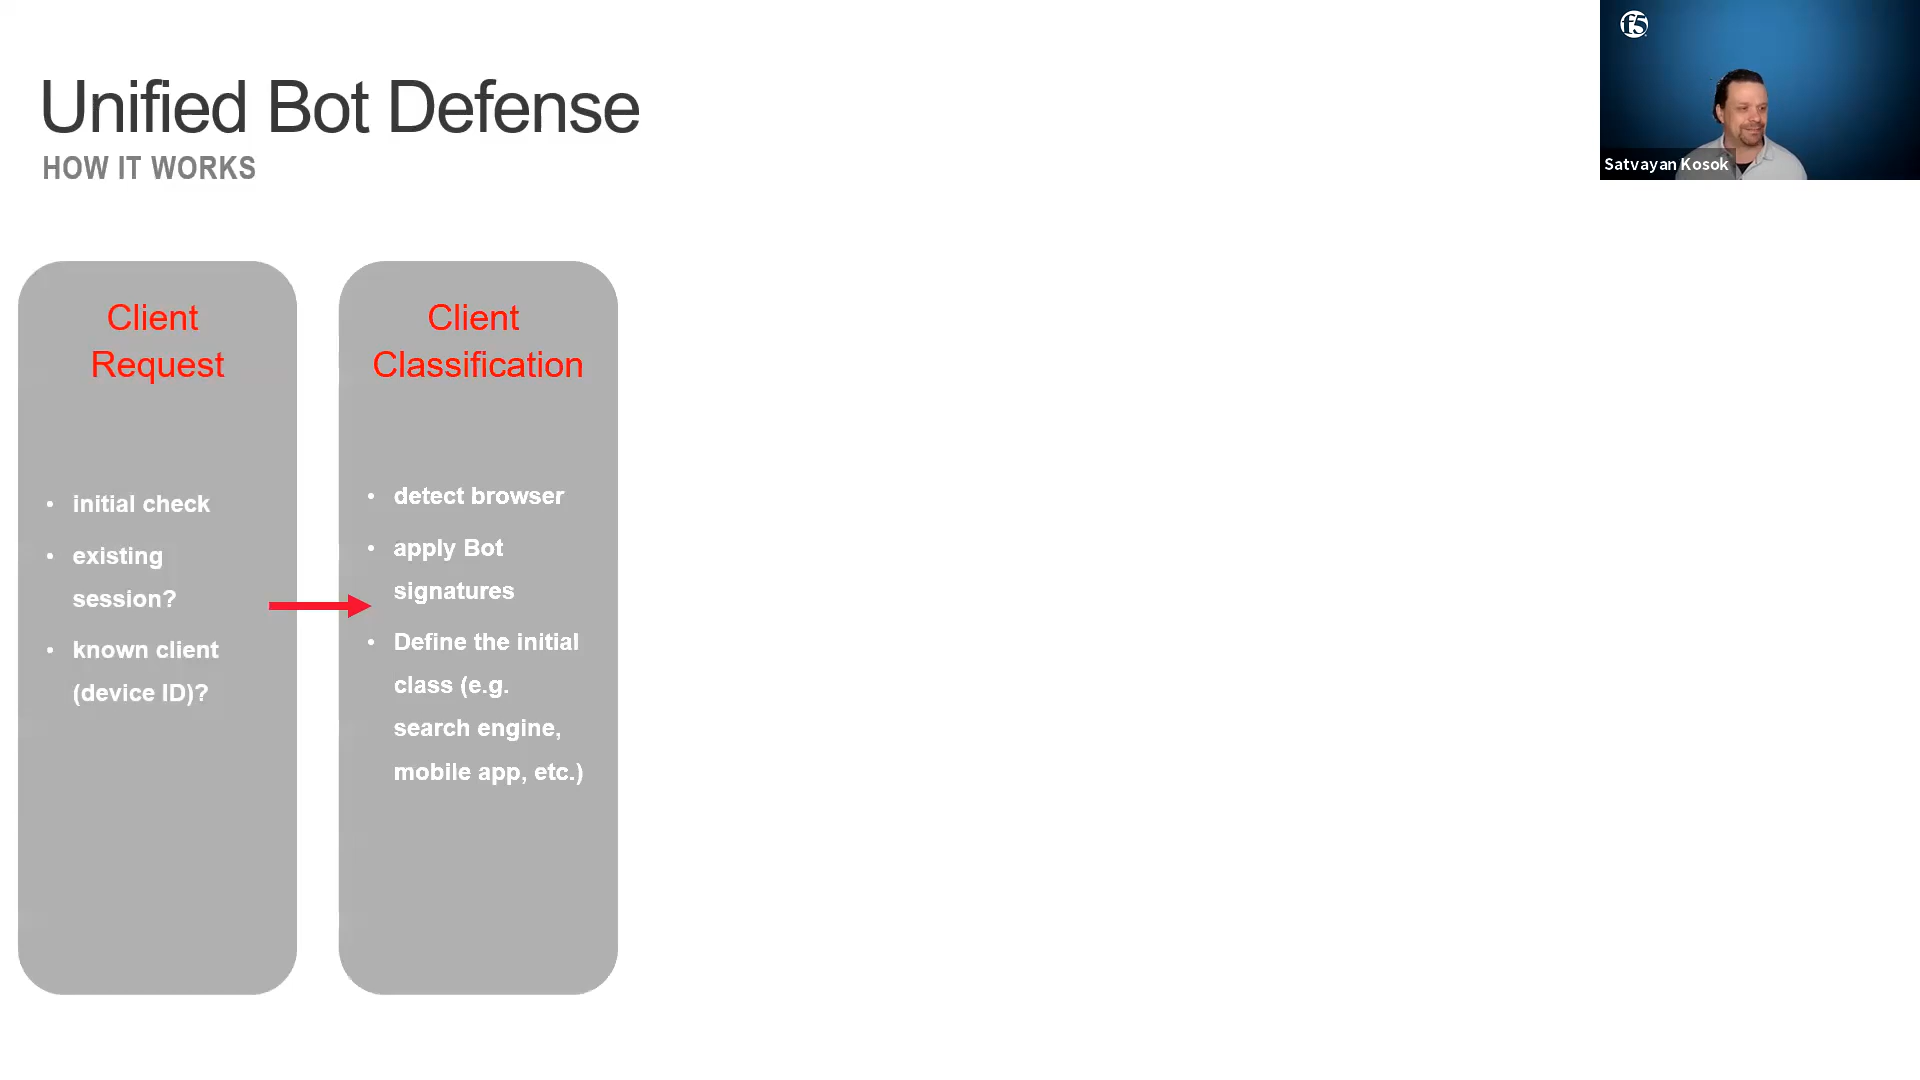 Unified Bot Defense
HOW IT WORKS
f5
Satvayan Kosok
Client
Request
• initial check
• existing
session?
• known client
(device ID)?
Client
Classification
• detect browser
• apply Bot
signatures
• Define the initial
class (e.g.
search engine,
mobile app, etc.)